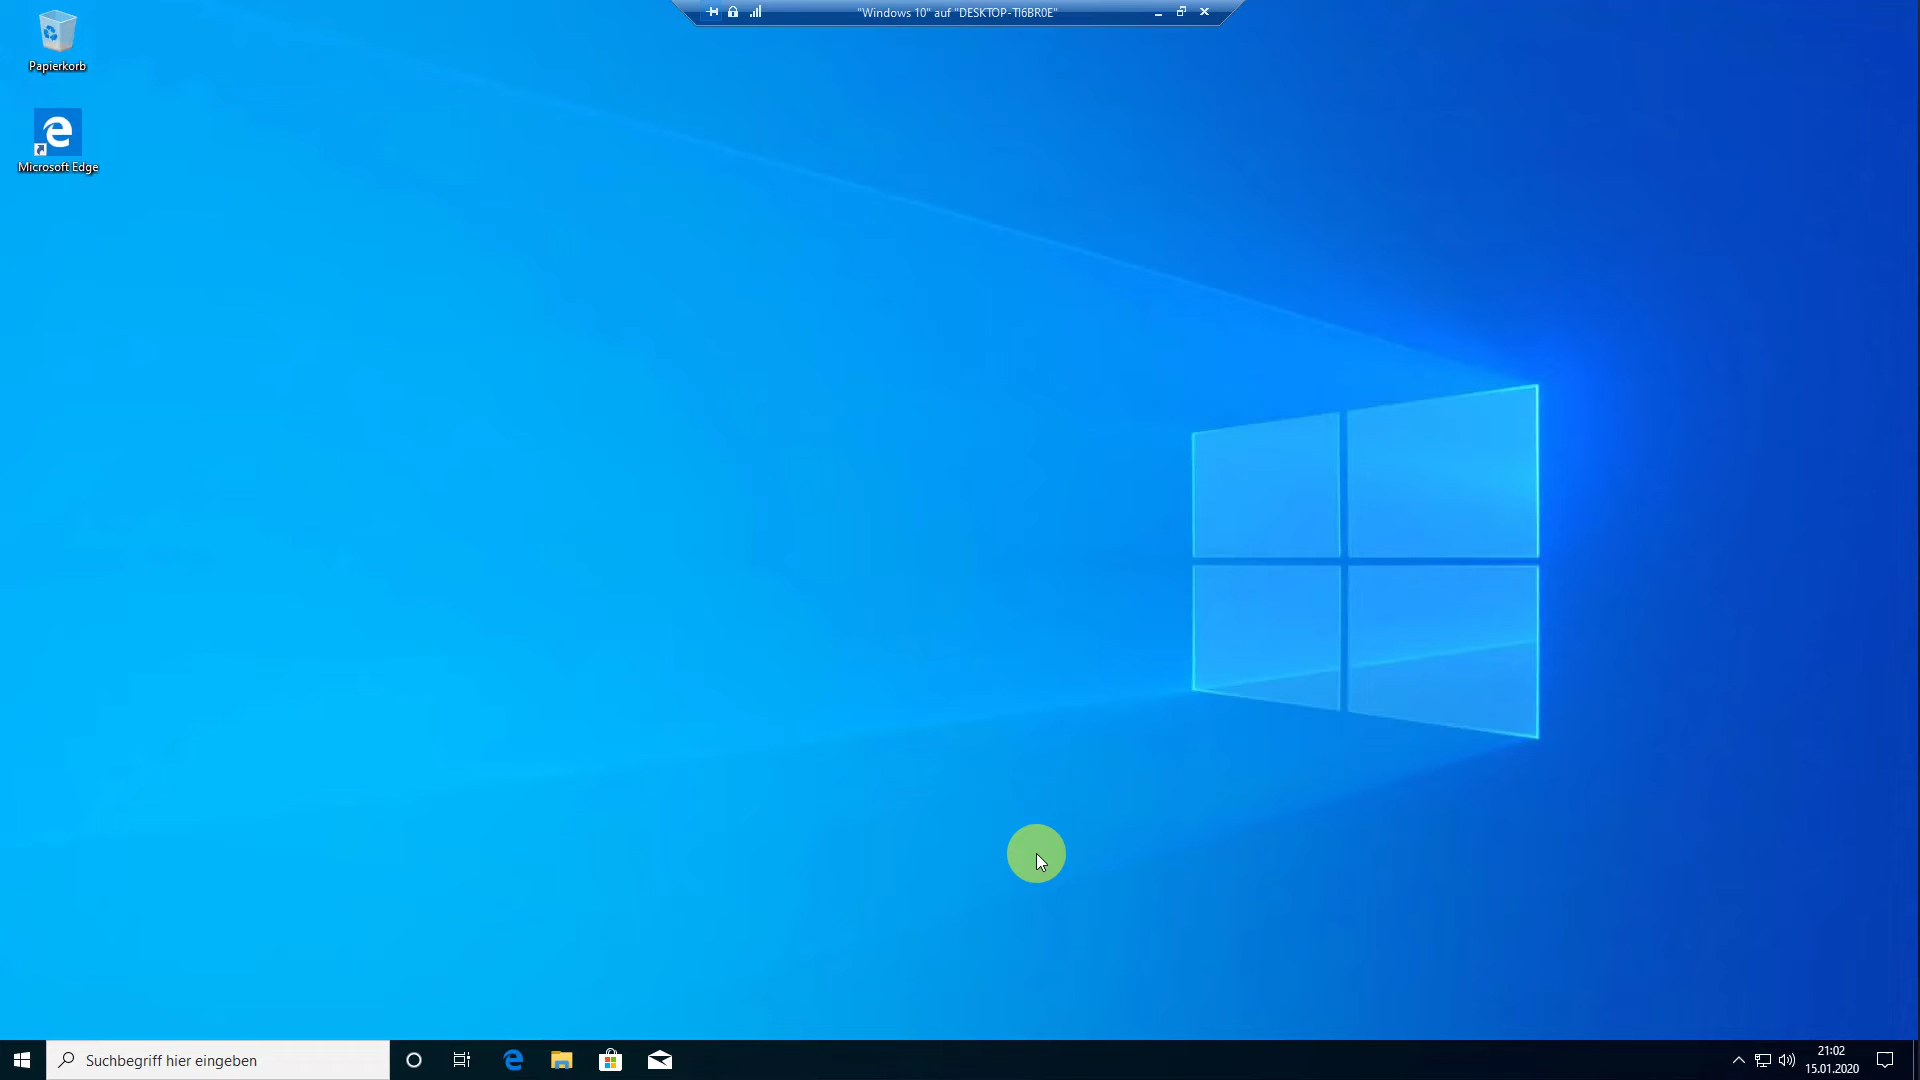 "Windows 10" auf "DESKTOP-TI6BR0E"
Papierkorb
Microsoft Edge
Suchbegriff hier eingeben
21:02
15.01.2020